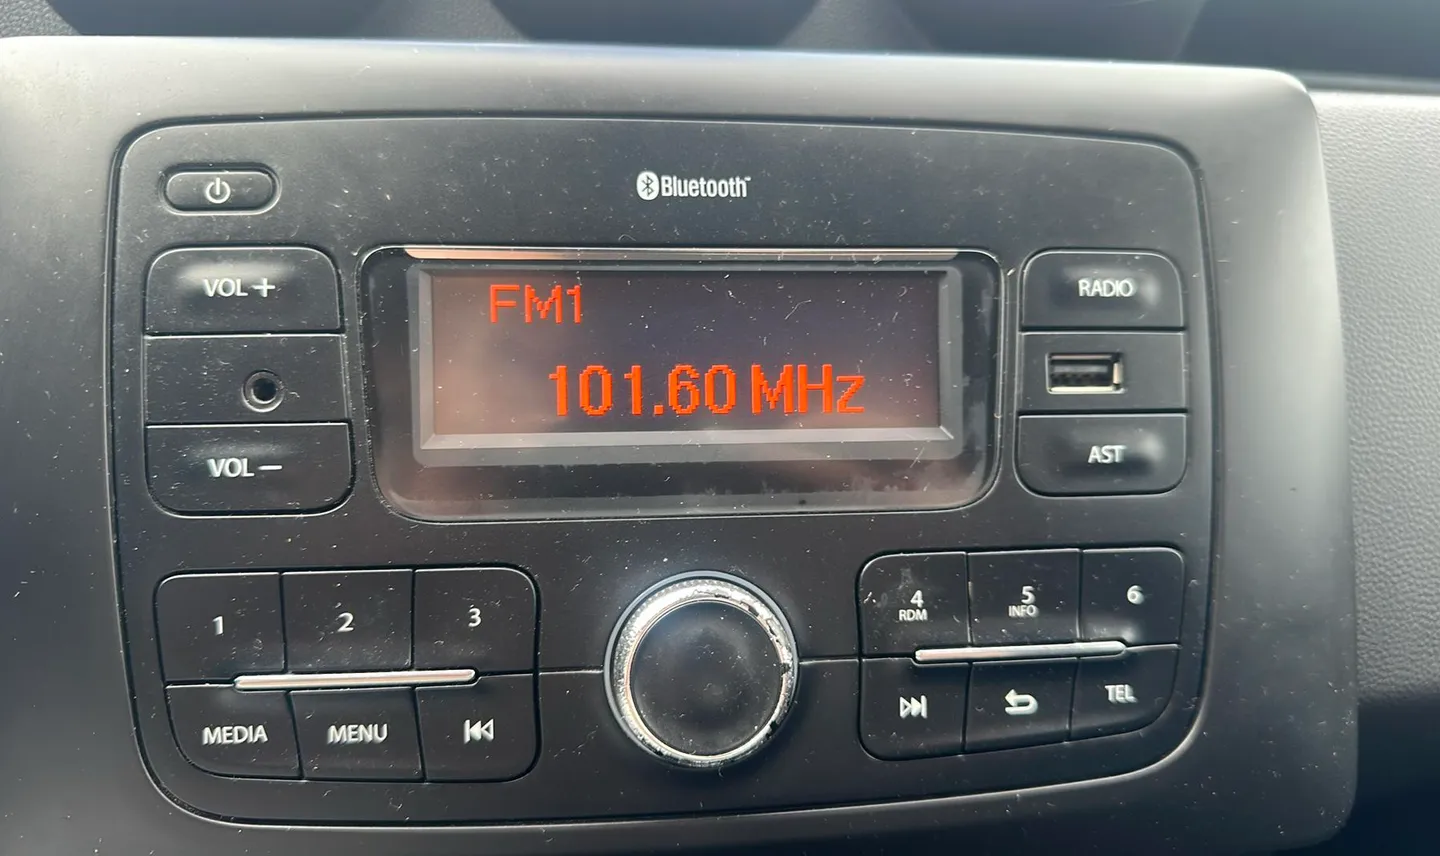 Bluetooth™
VOL +
FM1
RADIO
101.60 MHz
VOL −
AST
1
2
3
4
RDM
5
INFO
6
MEDIA
MENU
TEL